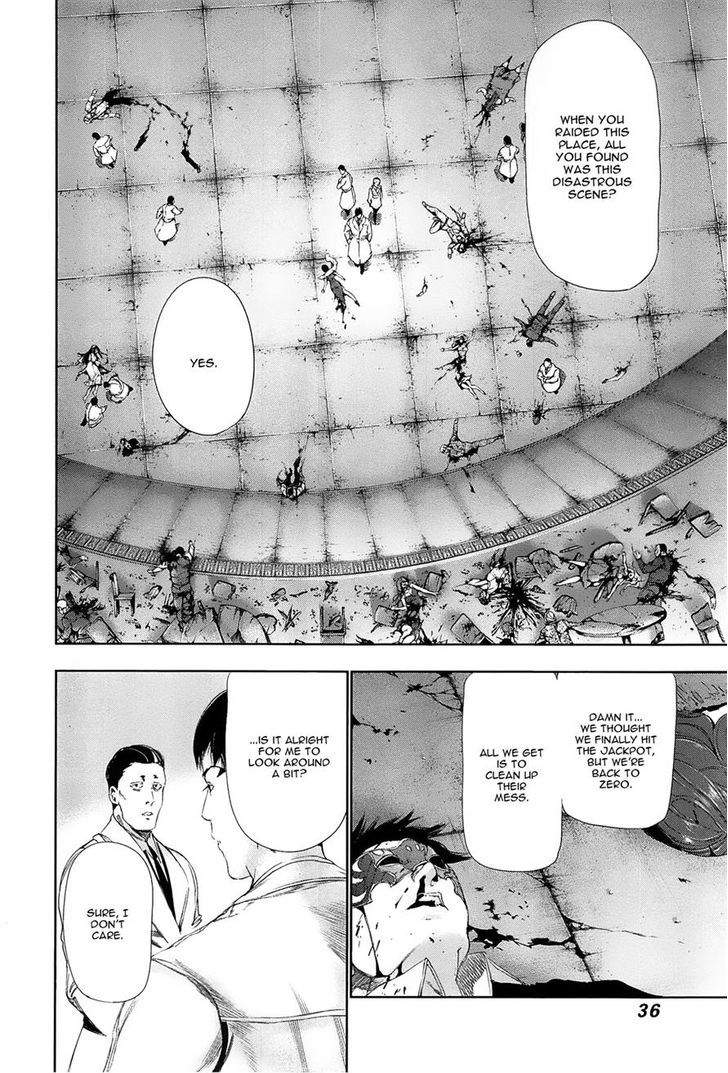 WHEN YOU
RAIDED THIS
PLACE, ALL
YOU FOUND
WAS THIS
DISASTROUS
SCENE?
YES.
DAMN IT...
WE THOUGHT
WE FINALLY HIT
THE JACKPOT,
BUT WE'RE
BACK TO
ZERO.
ALL WE GET
IS TO
CLEAN UP
THEIR
MESS.
...IS IT ALRIGHT
FOR ME TO
LOOK AROUND
A BIT?
SURE, I
DON'T
CARE.
36